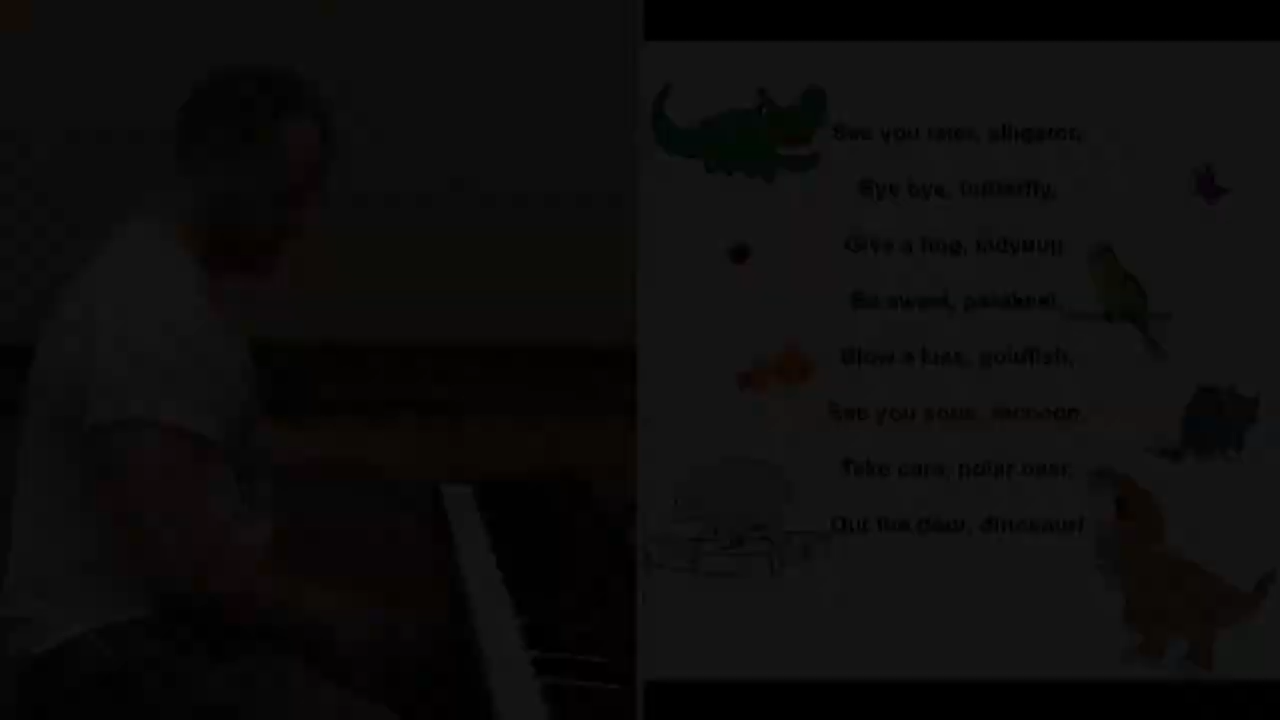 See you later, alligator.
Bye bye, butterfly.
Give a hug, ladybug.
Be sweet, parakeet.
Blow a kiss, goldfish.
See you soon, raccoon.
Take care, polar bear.
Out the door, dinosaur!